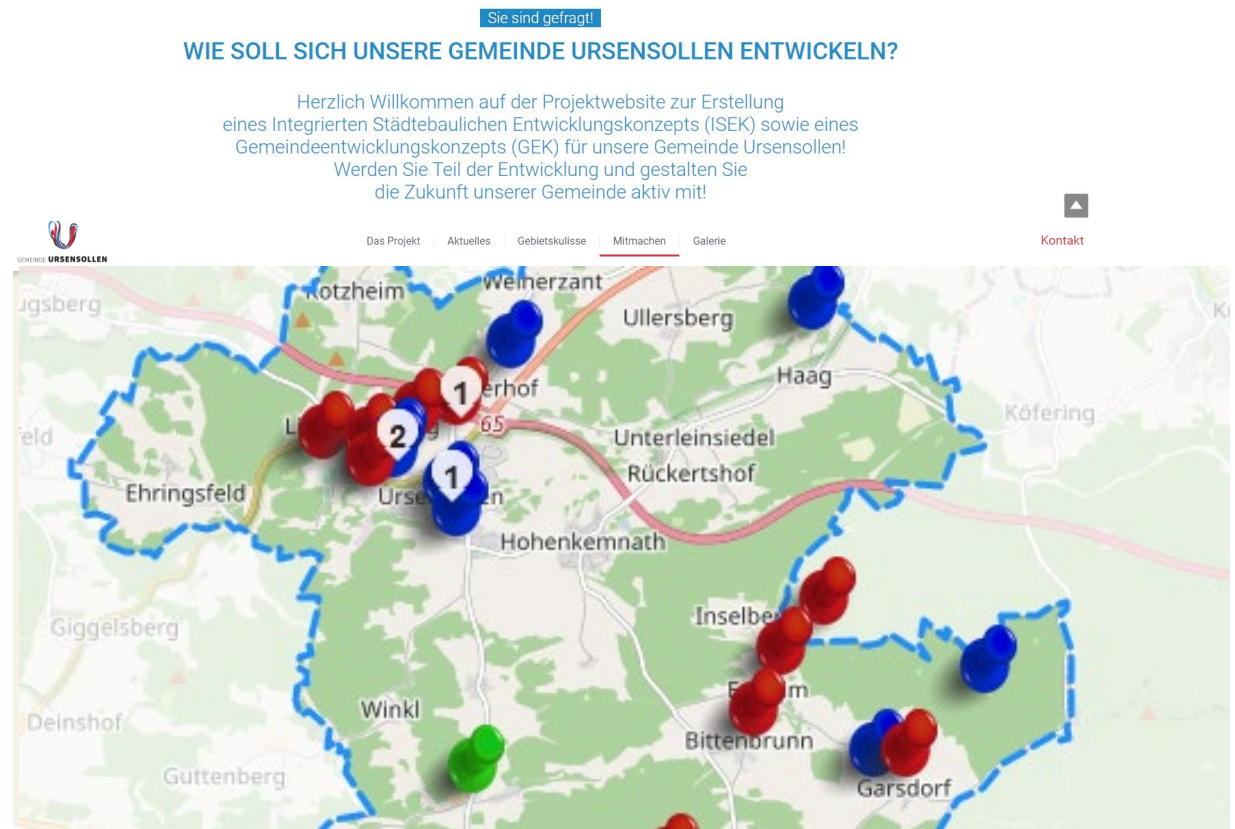 Sie sind gefragt!
WIE SOLL SICH UNSERE GEMEINDE URSENSOLLEN ENTWICKELN?
Herzlich Willkommen auf der Projektwebsite zur Erstellung
eines Integrierten Städtebaulichen Entwicklungskonzepts (ISEK) sowie eines
Gemeindeentwicklungskonzepts (GEK) für unsere Gemeinde Ursensollen!
Werden Sie Teil der Entwicklung und gestalten Sie
die Zukunft unserer Gemeinde aktiv mit!
GEMEINDE URSENSOLLEN
Das Projekt
Aktuelles
Gebietskulisse
Mitmachen
Galerie
Kontakt
Kotzheim
Weiherzant
Ullersberg
Haag
Köfering
1
65
2
1
Unterleinsiedel
Rückertshof
Ehringsfeld
Hohenkemnath
Giggelsberg
Winkl
Deinshof
Bittenbrunn
Guttenberg
Garsdorf